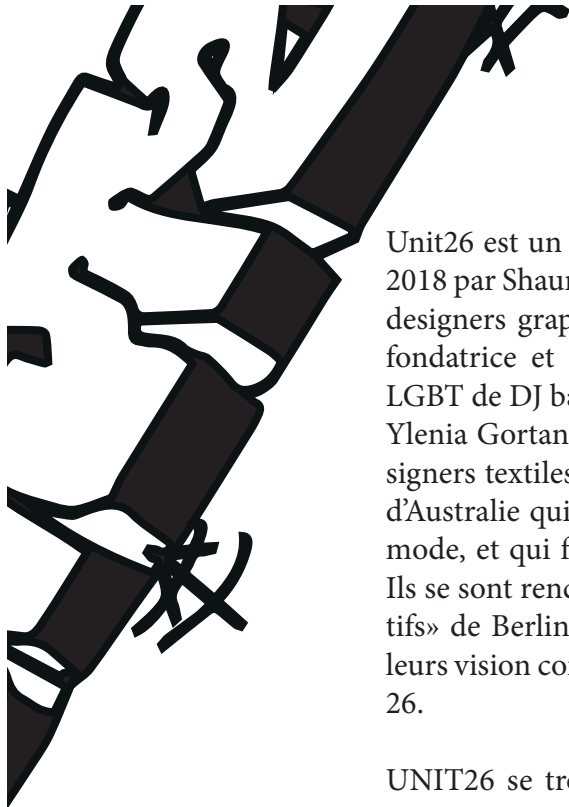 Unit26 est un
2018 par Shaun
designers grap
fondatrice et
LGBT de DJ ba
Ylenia Gortan
signers textiles
d’Australie qui
mode, et qui f
Ils se sont renc
tifs» de Berlin
leurs vision co
26.
UNIT26 se tr